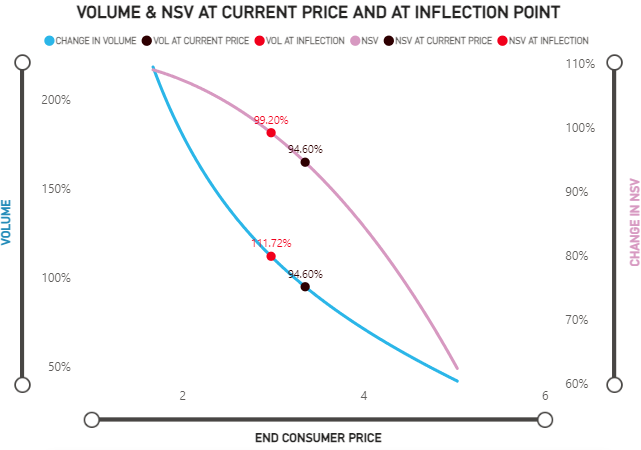 VOLUME & NSV AT CURRENT PRICE AND AT INFLECTION POINT
CHANGE IN VOLUME VOL AT CURRENT PRICE VOL AT INFLECTION NSV NSV AT CURRENT PRICE NSV AT INFLECTION
110%
200%
99.20%
100%
94.60%
150%
90%
VOLUME
CHANGE IN NSV
111.72%
80%
94.60%
100%
70%
50%
60%
2 4 6
END CONSUMER PRICE